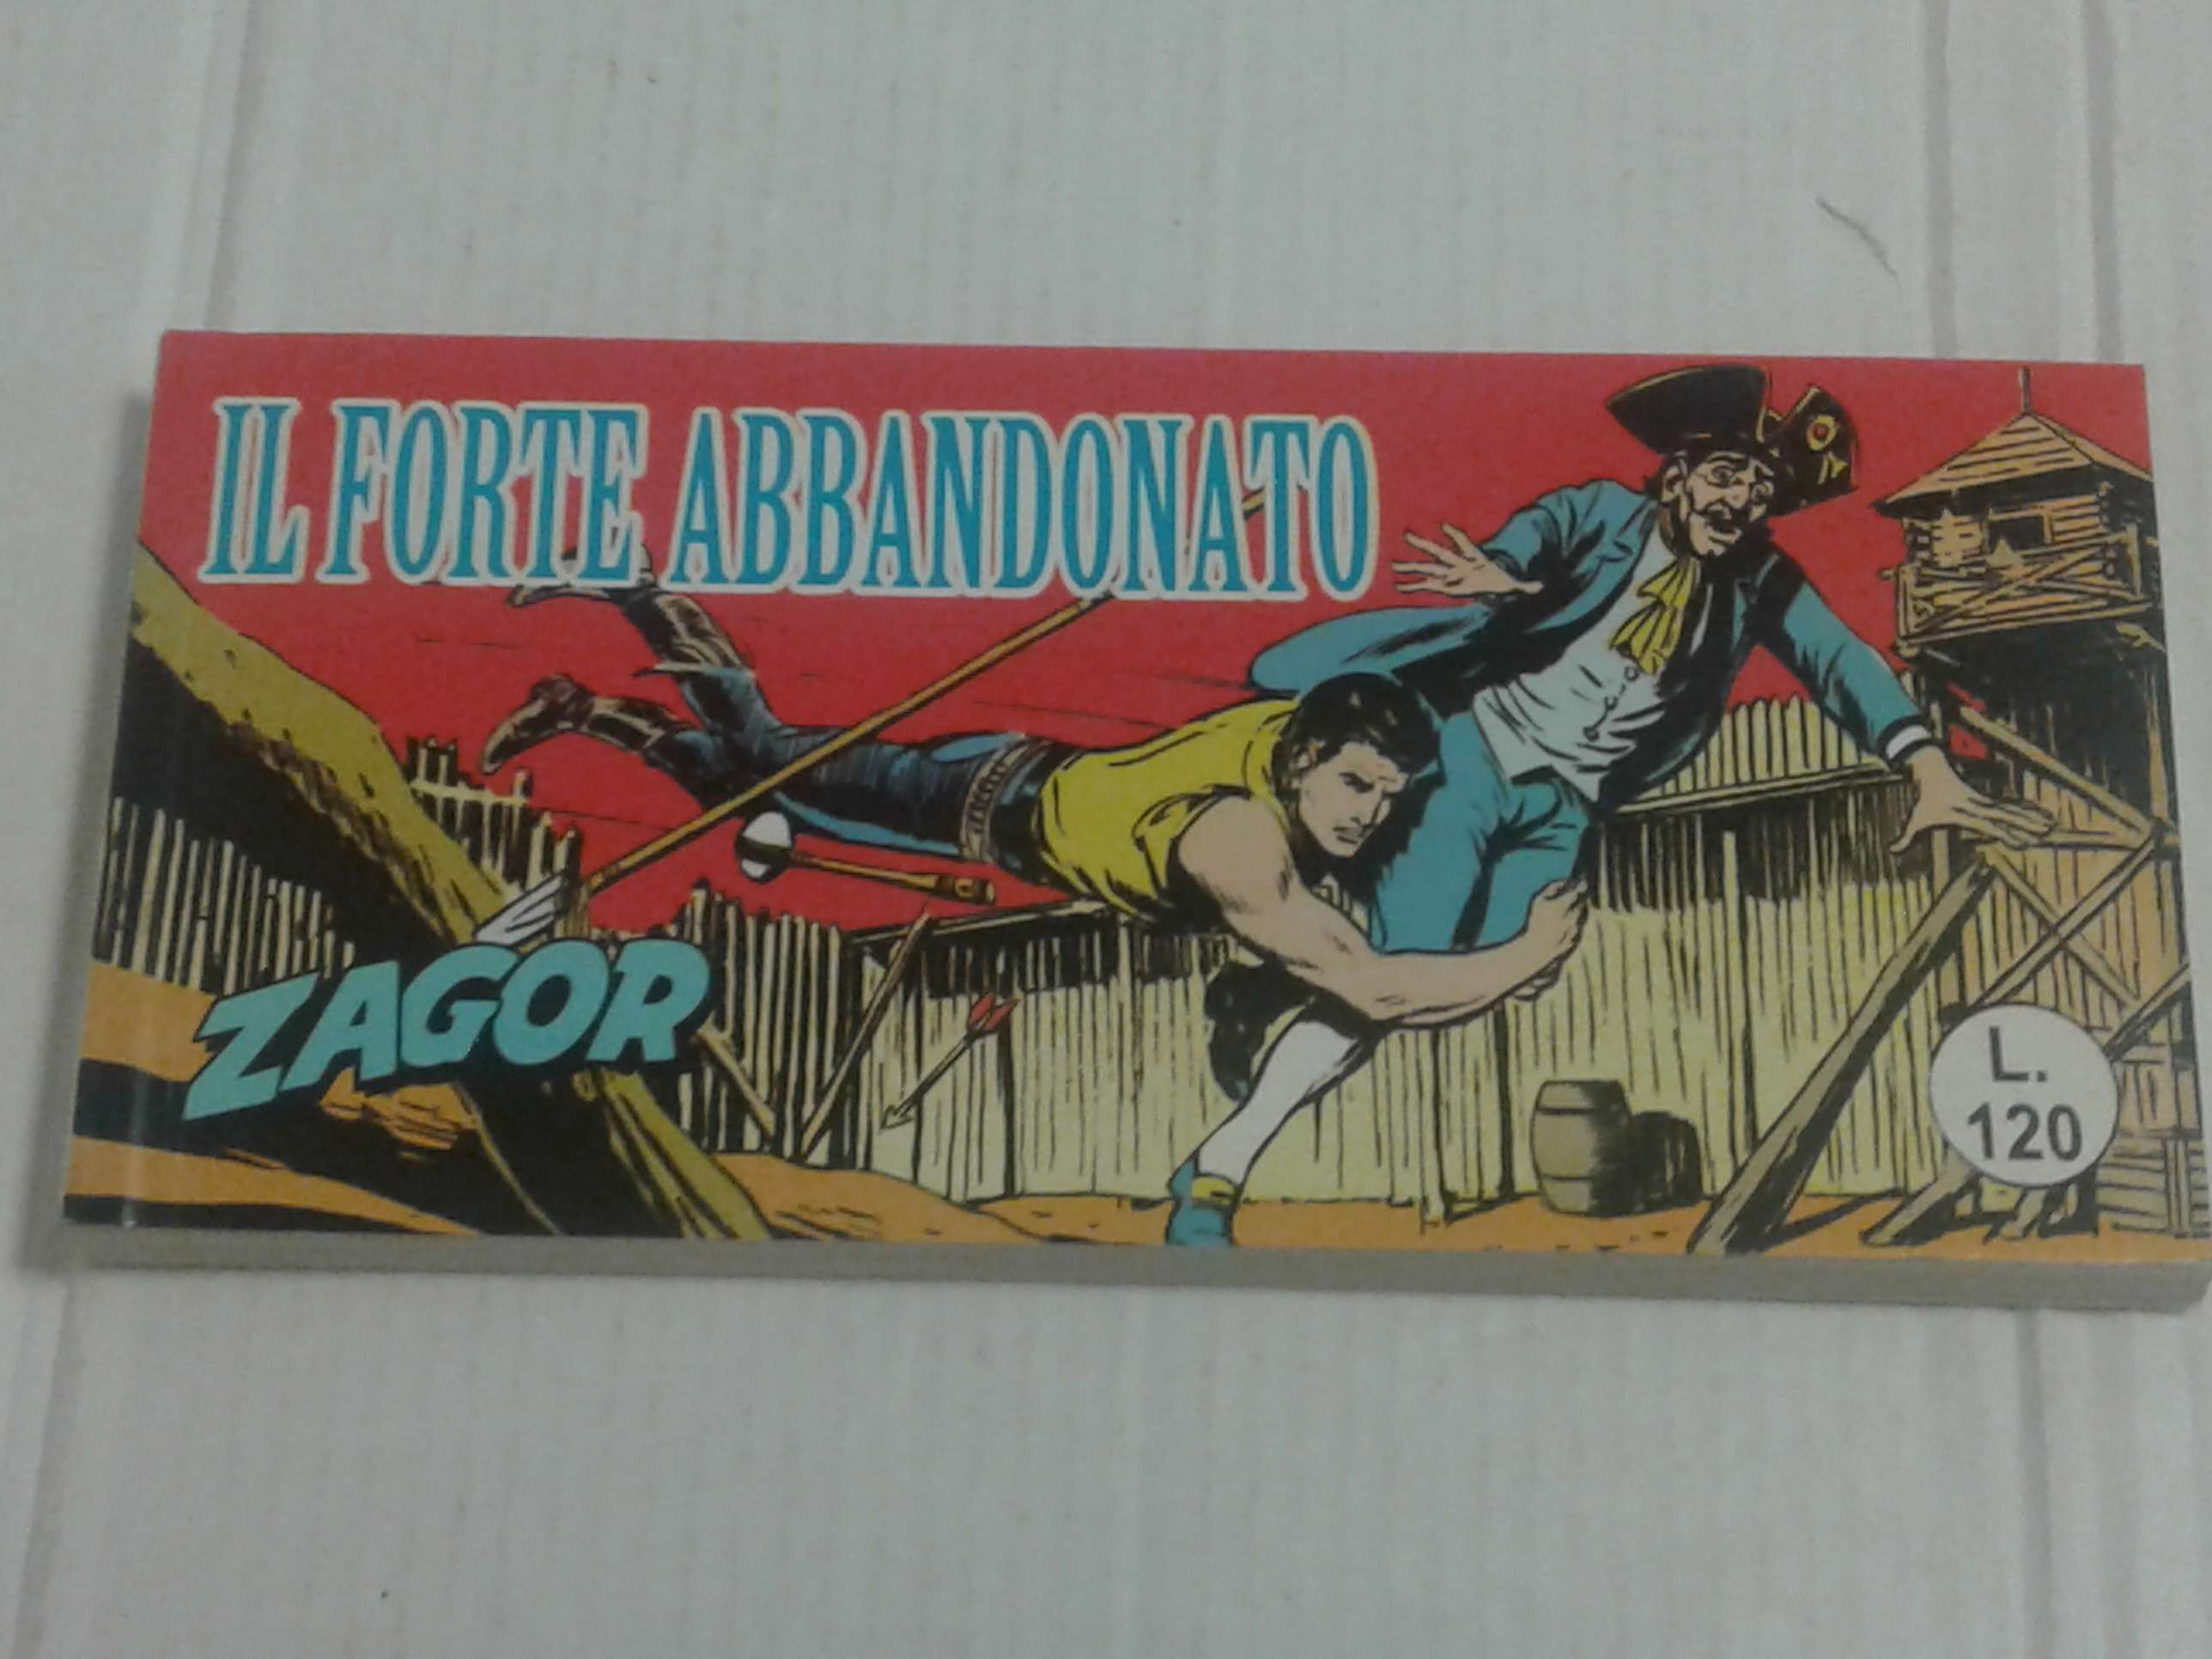 IL FORTE ABBANDONATO
ZAGOR
L.
120